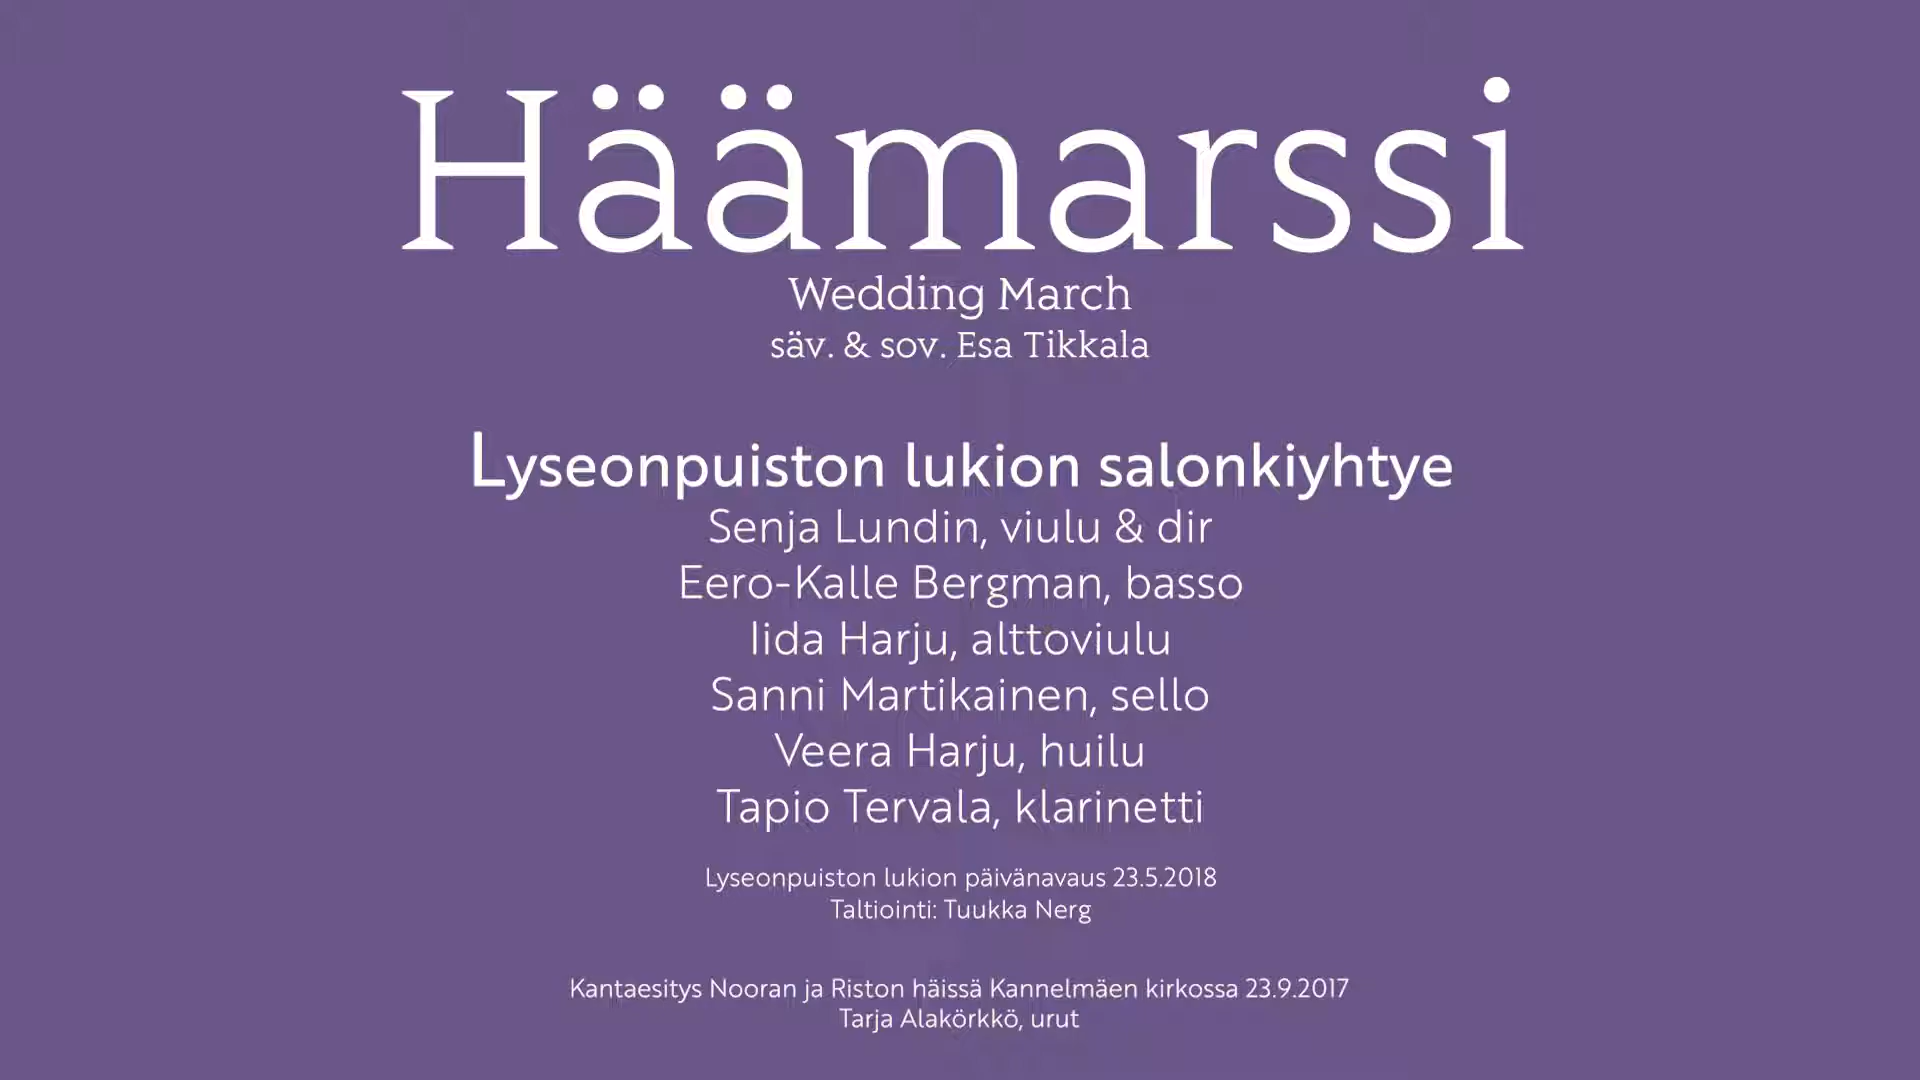 Häämarssi
Wedding March
säv. & sov. Esa Tikkala
Lyseonpuiston lukion salonkiyhtye
Senja Lundin, viulu & dir
Eero-Kalle Bergman, basso
Iida Harju, alttoviulu
Sanni Martikainen, sello
Veera Harju, huilu
Tapio Tervala, klarinetti
Lyseonpuiston lukion päivänavaus 23.5.2018
Taltiointi: Tuukka Nerg
Kantaesitys Nooran ja Riston häissä Kannelmäen kirkossa 23.9.2017
Tarja Alakörkkö, urut